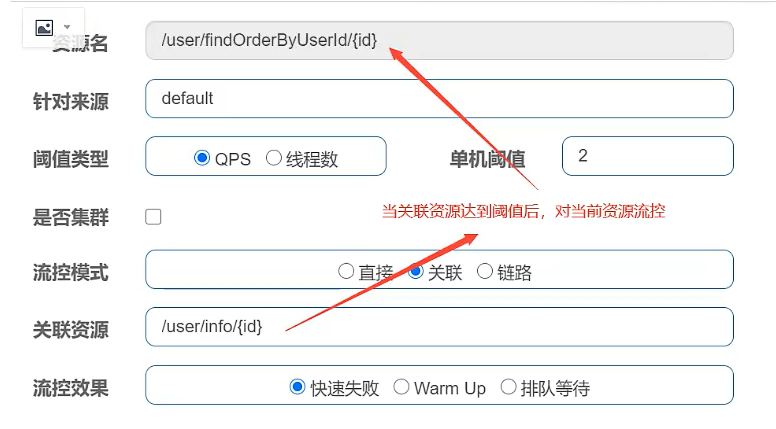 资源名 /user/findOrderByUserId/{id}
针对来源 default
阈值类型 QPS 线程数 单机阈值 2
当关联资源达到阈值后，对当前资源流控
是否集群
流控模式 直接 关联 链路
关联资源 /user/info/{id}
流控效果 快速失败 Warm Up 排队等待